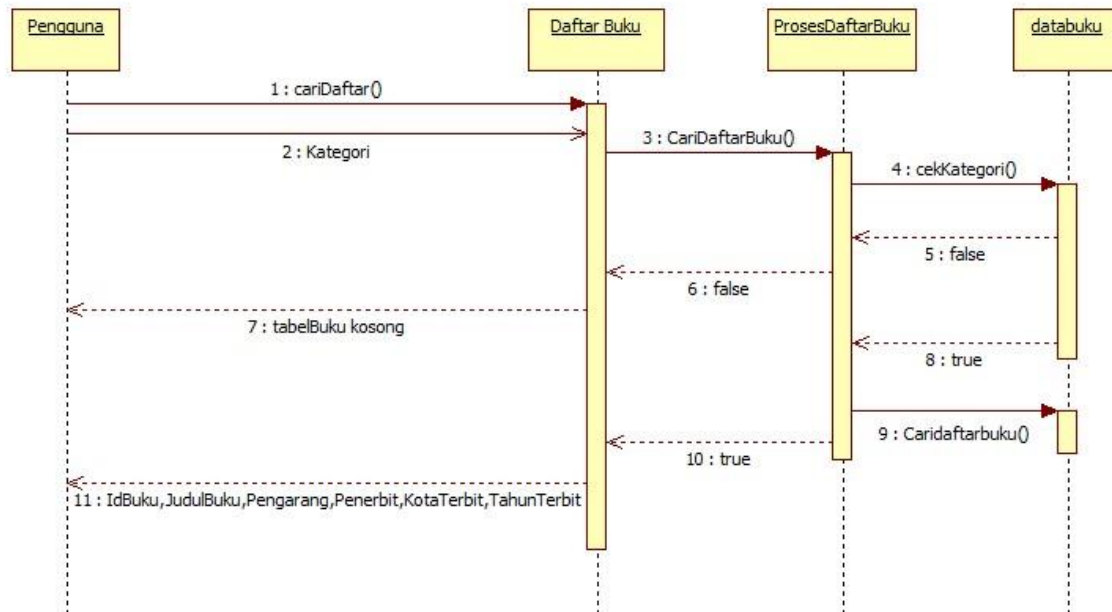 Pengguna
Daftar Buku
ProsesDaftarBuku
databuku
1 : cariDaftar()
2 : Kategori
3 : CariDaftarBuku()
4 : cekKategori()
5 : false
6 : false
7 : tabelBuku kosong
8 : true
9 : Caridaftarbuku()
10 : true
11 : IdBuku,JudulBuku,Pengarang,Penerbit,KotaTerbit,TahunTerbit